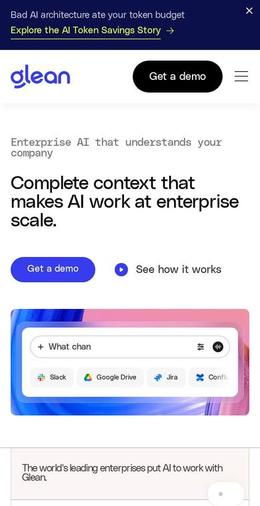 Bad AI architecture ate your token budget
Explore the AI Token Savings Story
glean
Get a demo
Enterprise AI that understands your
company
Complete context that
makes AI work at enterprise
scale.
Get a demo
See how it works
What chan
Slack
Google Drive
Jira
Conflu
The world's leading enterprises put AI to work with
Glean.